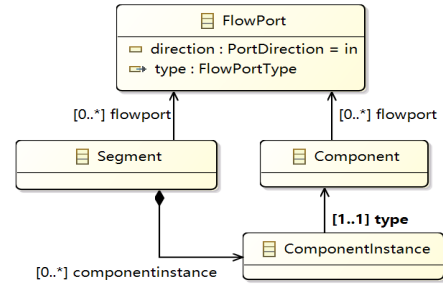 FlowPort
direction : PortDirection = in
type : FlowPortType
[0..*] flowport
[0..*] flowport
Segment
Component
[1..1] type
ComponentInstance
[0..*] componentinstance